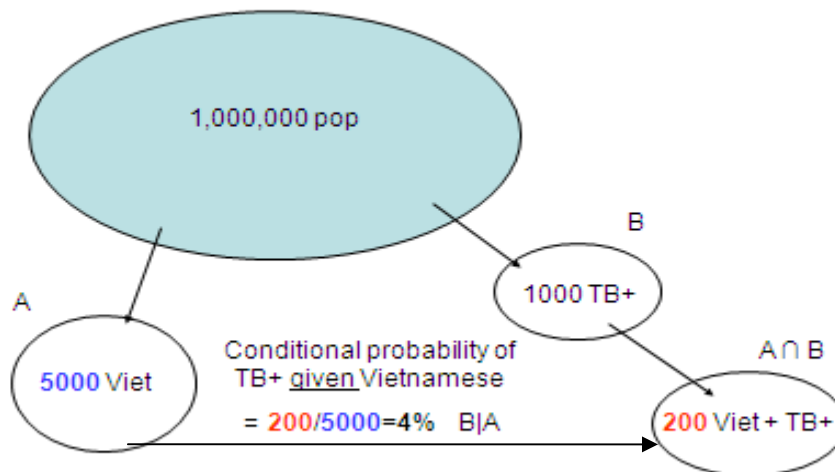 1,000,000 pop
B
1000 TB+
A
5000 Viet
Conditional probability of
TB+ given Vietnamese
= 200/5000=4% B|A
A ∩ B
200 Viet + TB+